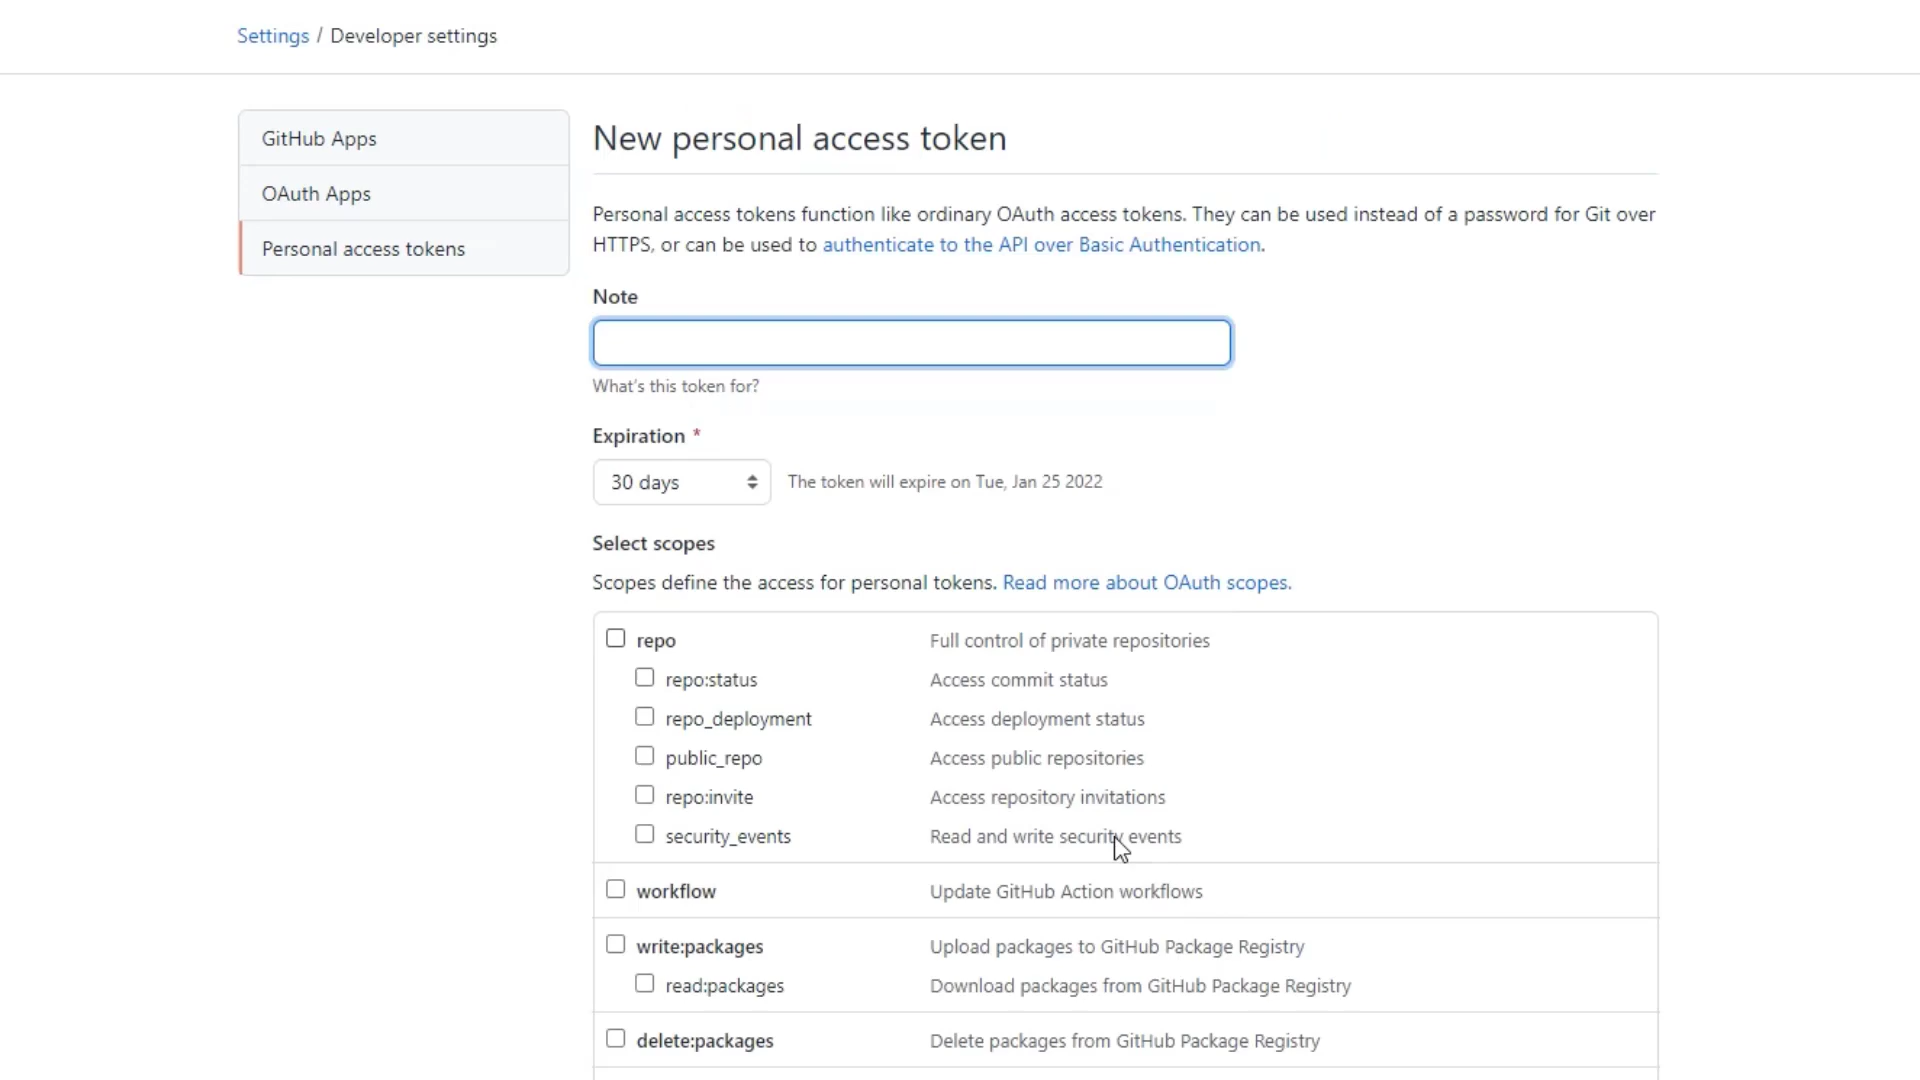 Settings / Developer settings
GitHub Apps
OAuth Apps
Personal access tokens
New personal access token
Personal access tokens function like ordinary OAuth access tokens. They can be used instead of a password for Git over
HTTPS, or can be used to authenticate to the API over Basic Authentication.
Note
What's this token for?
Expiration *
30 days The token will expire on Tue, Jan 25 2022
Select scopes
Scopes define the access for personal tokens. Read more about OAuth scopes.
repo Full control of private repositories
repo:status Access commit status
repo_deployment Access deployment status
public_repo Access public repositories
repo:invite Access repository invitations
security_events Read and write security events
workflow Update GitHub Action workflows
write:packages Upload packages to GitHub Package Registry
read:packages Download packages from GitHub Package Registry
delete:packages Delete packages from GitHub Package Registry